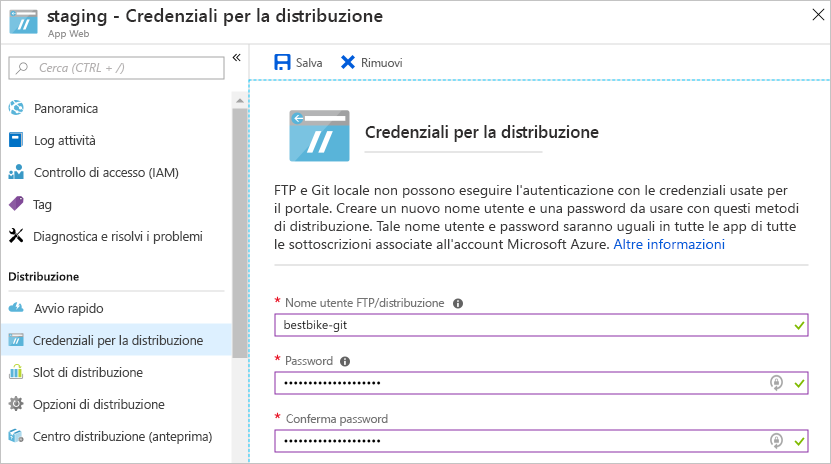 staging - Credenziali per la distribuzione
App Web
Cerca (CTRL + /)
Panoramica
Log attività
Controllo di accesso (IAM)
Tag
Diagnostica e risolvi i problemi
Distribuzione
Avvio rapido
Credenziali per la distribuzione
Slot di distribuzione
Opzioni di distribuzione
Centro distribuzione (anteprima)
Salva
Rimuovi
Credenziali per la distribuzione
FTP e Git locale non possono eseguire l'autenticazione con le credenziali usate per
il portale. Creare un nuovo nome utente e una password da usare con questi metodi
di distribuzione. Tale nome utente e password saranno uguali in tutte le app di tutte
le sottoscrizioni associate all'account Microsoft Azure. Altre informazioni
* Nome utente FTP/distribuzione
bestbike-git
* Password
••••••••••••••••••••
* Conferma password
••••••••••••••••••••